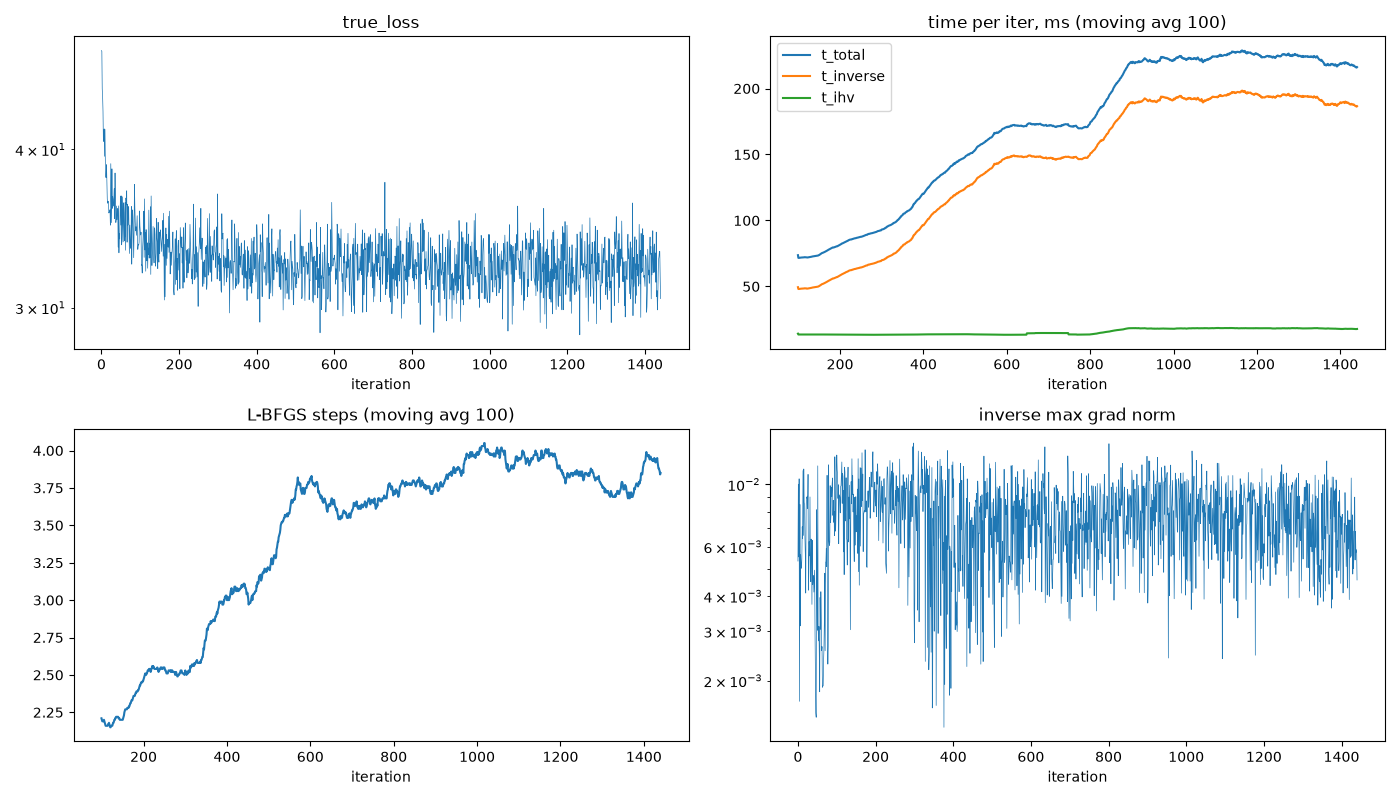 true_loss
4 × 10¹
3 × 10¹
0 200 400 600 800 1000 1200 1400
iteration
time per iter, ms (moving avg 100)
t_total
t_inverse
t_ihv
200
150
100
50
200 400 600 800 1000 1200 1400
iteration
L-BFGS steps (moving avg 100)
4.00
3.75
3.50
3.25
3.00
2.75
2.50
2.25
200 400 600 800 1000 1200 1400
iteration
inverse max grad norm
10⁻²
6 × 10⁻³
4 × 10⁻³
3 × 10⁻³
2 × 10⁻³
0 200 400 600 800 1000 1200 1400
iteration